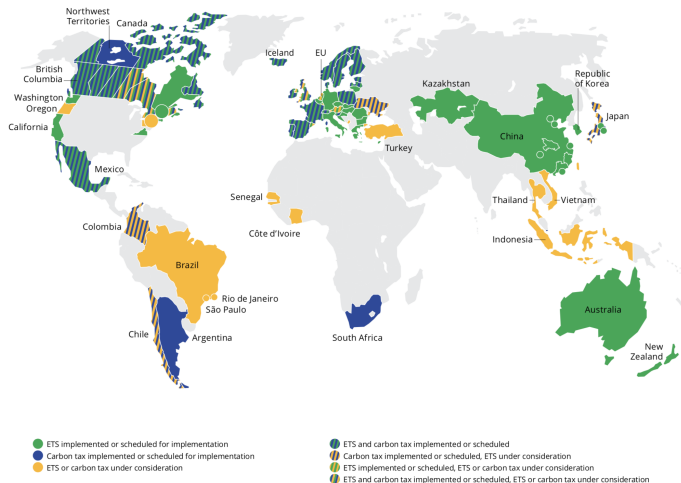 Northwest
Territories
Canada
British
Columbia
Washington
Oregon
California
Mexico
Iceland
EU
Kazakhstan
Republic
of Korea
Japan
China
Turkey
Senegal
Côte d'Ivoire
Thailand
Vietnam
Indonesia
Colombia
Brazil
Rio de Janeiro
São Paulo
Chile
Argentina
South Africa
Australia
New
Zealand
ETS implemented or scheduled for implementation
Carbon tax implemented or scheduled for implementation
ETS or carbon tax under consideration
ETS and carbon tax implemented or scheduled
Carbon tax implemented or scheduled, ETS under consideration
ETS implemented or scheduled, ETS or carbon tax under consideration
ETS and carbon tax implemented or scheduled, ETS or carbon tax under consideration